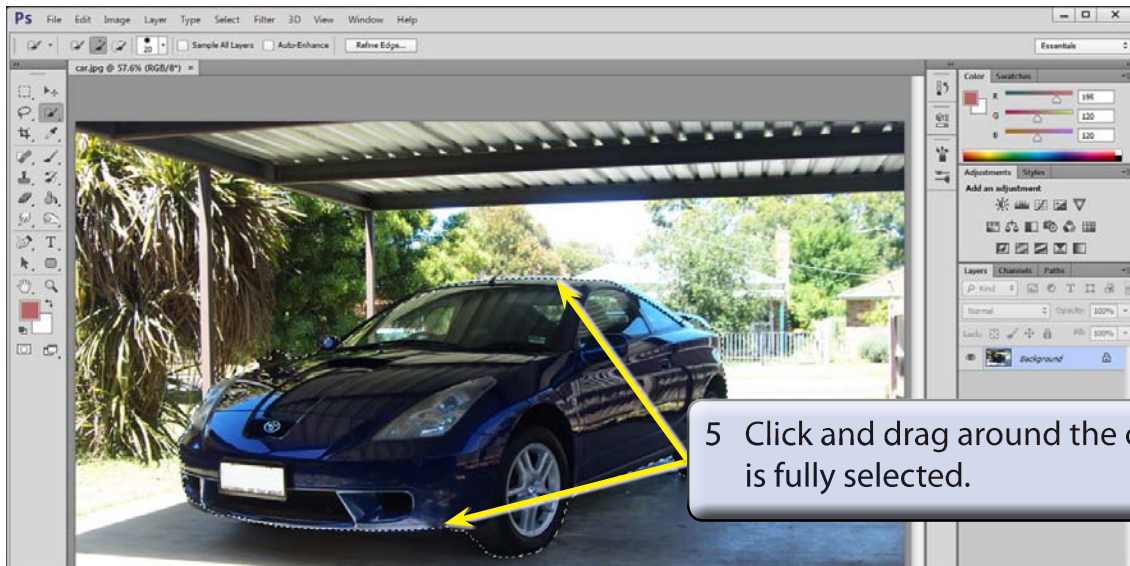 Ps File Edit Image Layer Type Select Filter 3D View Window Help
20 Sample All Layers Auto-Enhance Refine Edge... Essentials
car.jpg @ 57.6% (RGB/8*) ×
Color Swatches
R 195
G 120
B 120
Adjustments Styles
Add an adjustment
Layers Channels Paths
Kind
Normal Opacity: 100%
Lock: Fill: 100%
Background
5 Click and drag around the
is fully selected.